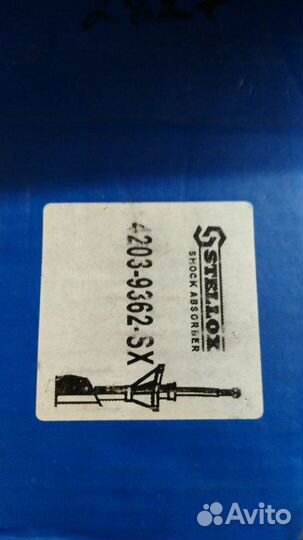 STELLOX
SHOCK ABSORBER
4203-9362-SX
Avito